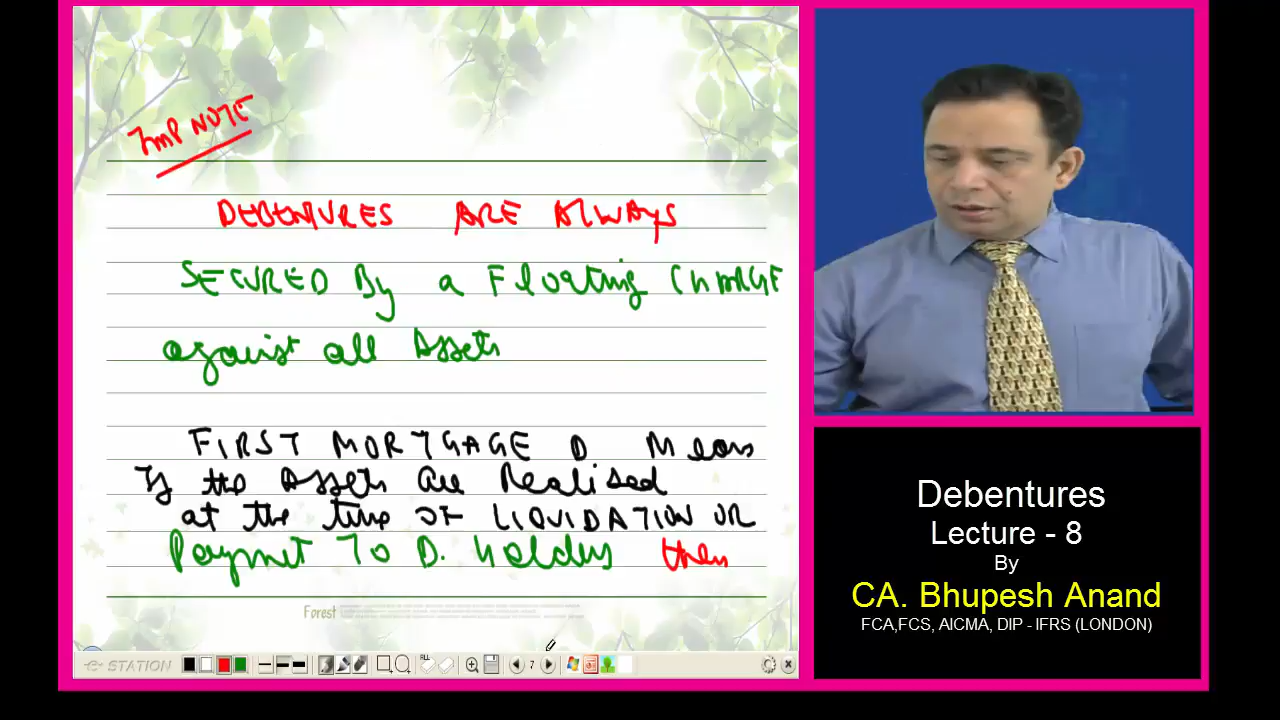 Imp NOTE
DEBENTURES ARE AlWAys
SECURED By a Floating CHARGE
against all Assets
FIRST MORTGAGE D Means
If the Assets are Realised
at the time OF LIQUIDATION OR
Paymet To D. holders then
Forest
e-STATION
7
Debentures
Lecture - 8
By
CA. Bhupesh Anand
FCA,FCS, AICMA, DIP - IFRS (LONDON)